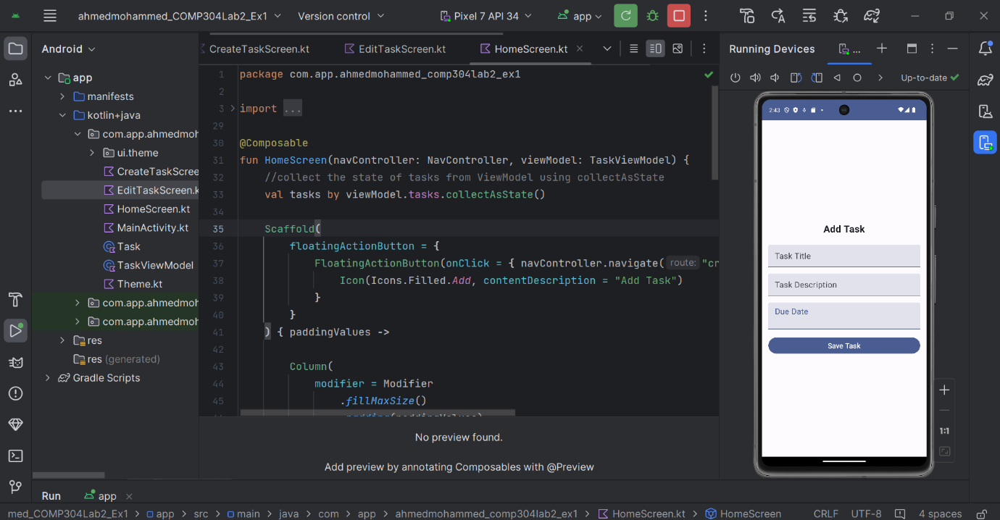 ahmedmohammed_COMP304Lab2_Ex1
Version control
Pixel 7 API 34
app
Android
CreateTaskScreen.kt
EditTaskScreen.kt
HomeScreen.kt
Running Devices
...
app
manifests
kotlin+java
com.app.ahmedmoh
ui.theme
CreateTaskScree
EditTaskScreen.k
HomeScreen.kt
MainActivity.kt
Task
TaskViewModel
Theme.kt
com.app.ahmedmoh
com.app.ahmedmoh
res
res (generated)
Gradle Scripts
1 package com.app.ahmedmohammed_comp304lab2_ex1
2
3 import ...
29
30 @Composable
31 fun HomeScreen(navController: NavController, viewModel: TaskViewModel) {
32 //collect the state of tasks from ViewModel using collectAsState
33 val tasks by viewModel.tasks.collectAsState()
34
35 Scaffold(
36 floatingActionButton = {
37 FloatingActionButton(onClick = { navController.navigate( route: "cr
38 Icon(Icons.Filled.Add, contentDescription = "Add Task")
39 }
40 }
41 ) { paddingValues ->
42
43 Column(
44 modifier = Modifier
45 .fillMaxSize()
No preview found.
Add preview by annotating Composables with @Preview
Up-to-date
2:43
Add Task
Task Title
Task Description
Due Date
Save Task
1:1
Run
app
med_COMP304Lab2_Ex1 > app > src > main > java > com > app > ahmedmohammed_comp304lab2_ex1 > HomeScreen.kt > HomeScreen
CRLF UTF-8 4 spaces